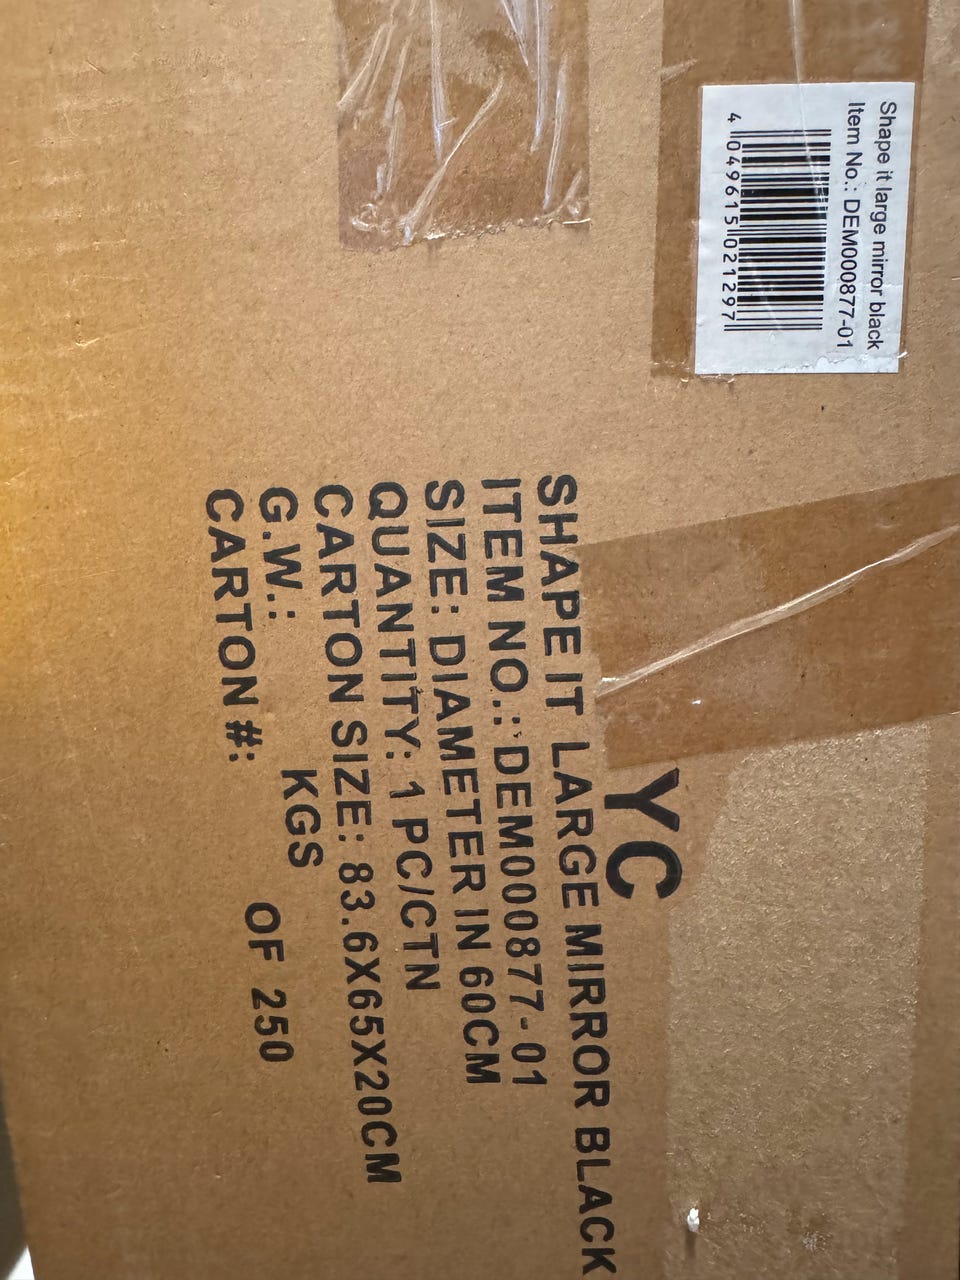 Shape it large mirror black
Item No.: DEM000877-01
4 049615 021297
YC
SHAPE IT LARGE MIRROR BLACK
ITEM NO.: DEM000877-01
SIZE: DIAMETER IN 60CM
QUANTITY: 1 PC/CTN
CARTON SIZE: 83.6X65X20CM
G.W.: KGS
CARTON #: OF 250